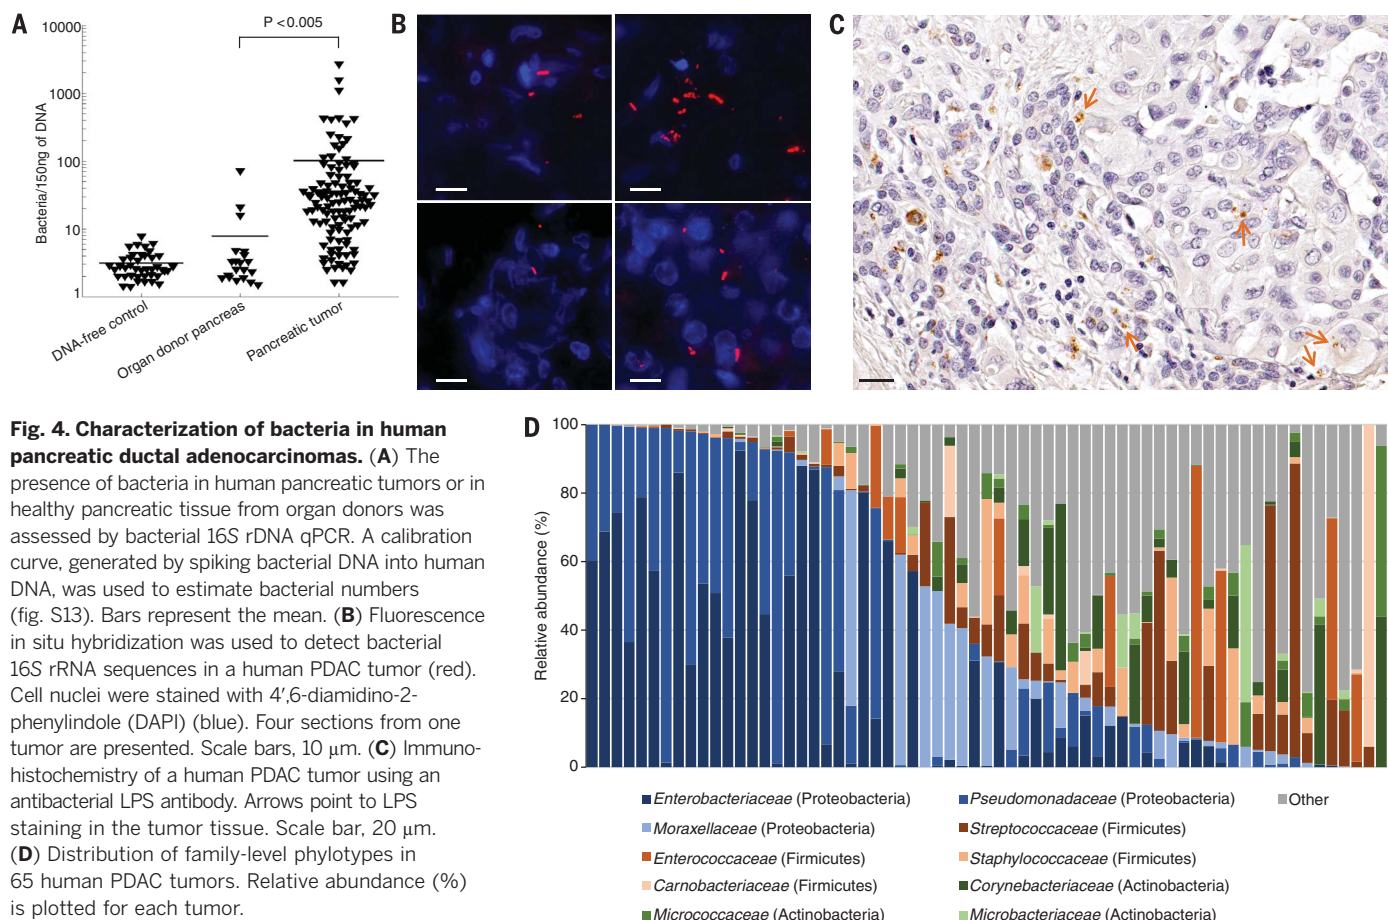 A
P < 0.005
10000
1000
100
10
1
Bacteria/150ng of DNA
DNA-free control
Organ donor pancreas
Pancreatic tumor
B
C
Fig. 4. Characterization of bacteria in human
pancreatic ductal adenocarcinomas. (A) The
presence of bacteria in human pancreatic tumors or in
healthy pancreatic tissue from organ donors was
assessed by bacterial 16S rDNA qPCR. A calibration
curve, generated by spiking bacterial DNA into human
DNA, was used to estimate bacterial numbers
(fig. S13). Bars represent the mean. (B) Fluorescence
in situ hybridization was used to detect bacterial
16S rRNA sequences in a human PDAC tumor (red).
Cell nuclei were stained with 4′,6-diamidino-2-
phenylindole (DAPI) (blue). Four sections from one
tumor are presented. Scale bars, 10 μm. (C) Immuno-
histochemistry of a human PDAC tumor using an
antibacterial LPS antibody. Arrows point to LPS
staining in the tumor tissue. Scale bar, 20 μm.
(D) Distribution of family-level phylotypes in
65 human PDAC tumors. Relative abundance (%)
is plotted for each tumor.
D
100
80
60
40
20
0
Relative abundance (%)
Enterobacteriaceae (Proteobacteria)
Pseudomonadaceae (Proteobacteria)
Other
Moraxellaceae (Proteobacteria)
Streptococcaceae (Firmicutes)
Enterococcaceae (Firmicutes)
Staphylococcaceae (Firmicutes)
Carnobacteriaceae (Firmicutes)
Corynebacteriaceae (Actinobacteria)
Micrococcaceae (Actinobacteria)
Microbacteriaceae (Actinobacteria)